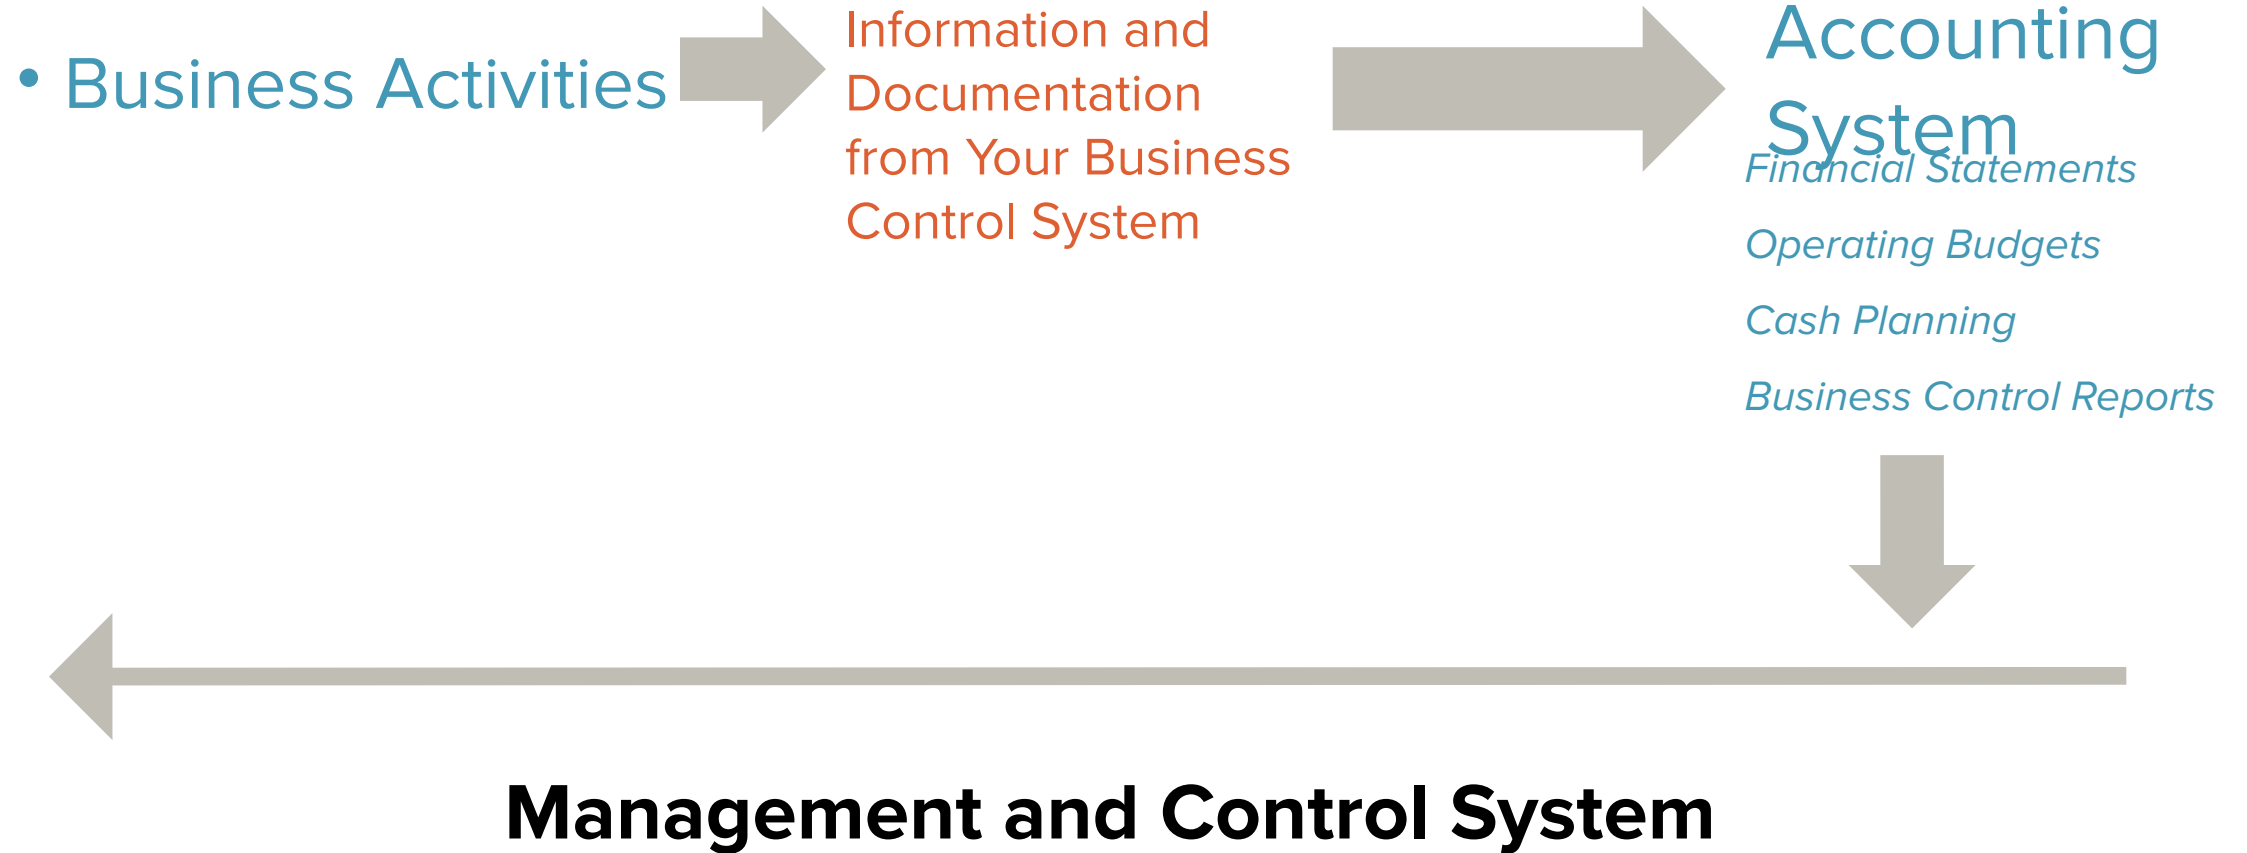 • Business Activities
Information and
Documentation
from Your Business
Control System
Accounting
System
Financial Statements
Operating Budgets
Cash Planning
Business Control Reports
Management and Control System